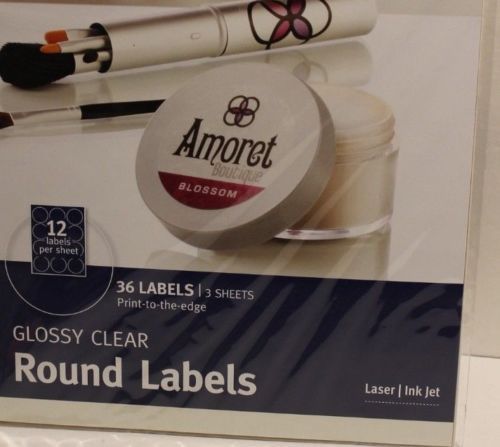 Amoret
Boutique
BLOSSOM
12
labels
per sheet
36 LABELS | 3 SHEETS
Print-to-the-edge
GLOSSY CLEAR
Round Labels
Laser | Ink Jet